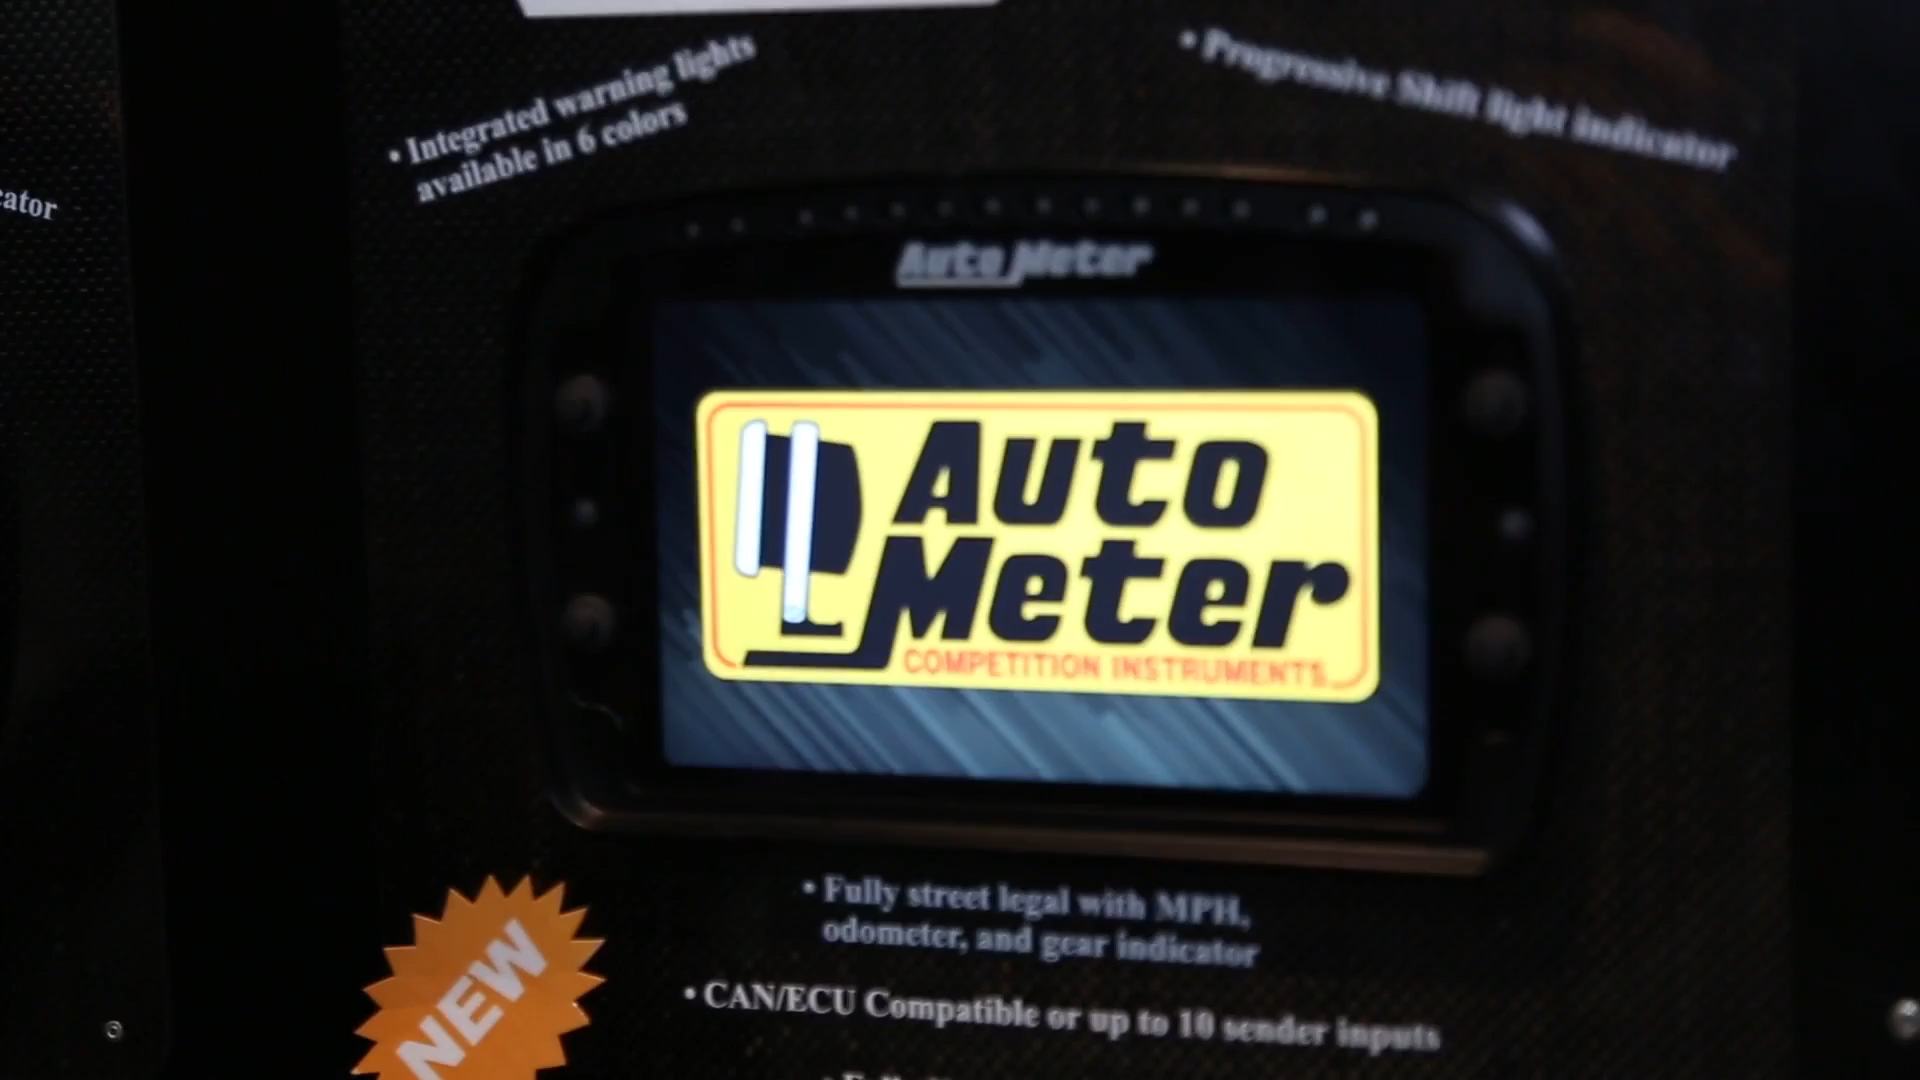 • Integrated warning lights
available in 6 colors
• Progressive Shift light indicator
cator
Auto Meter
Auto
Meter
COMPETITION INSTRUMENTS
• Fully street legal with MPH,
odometer, and gear indicator
NEW
• CAN/ECU Compatible or up to 10 sender inputs